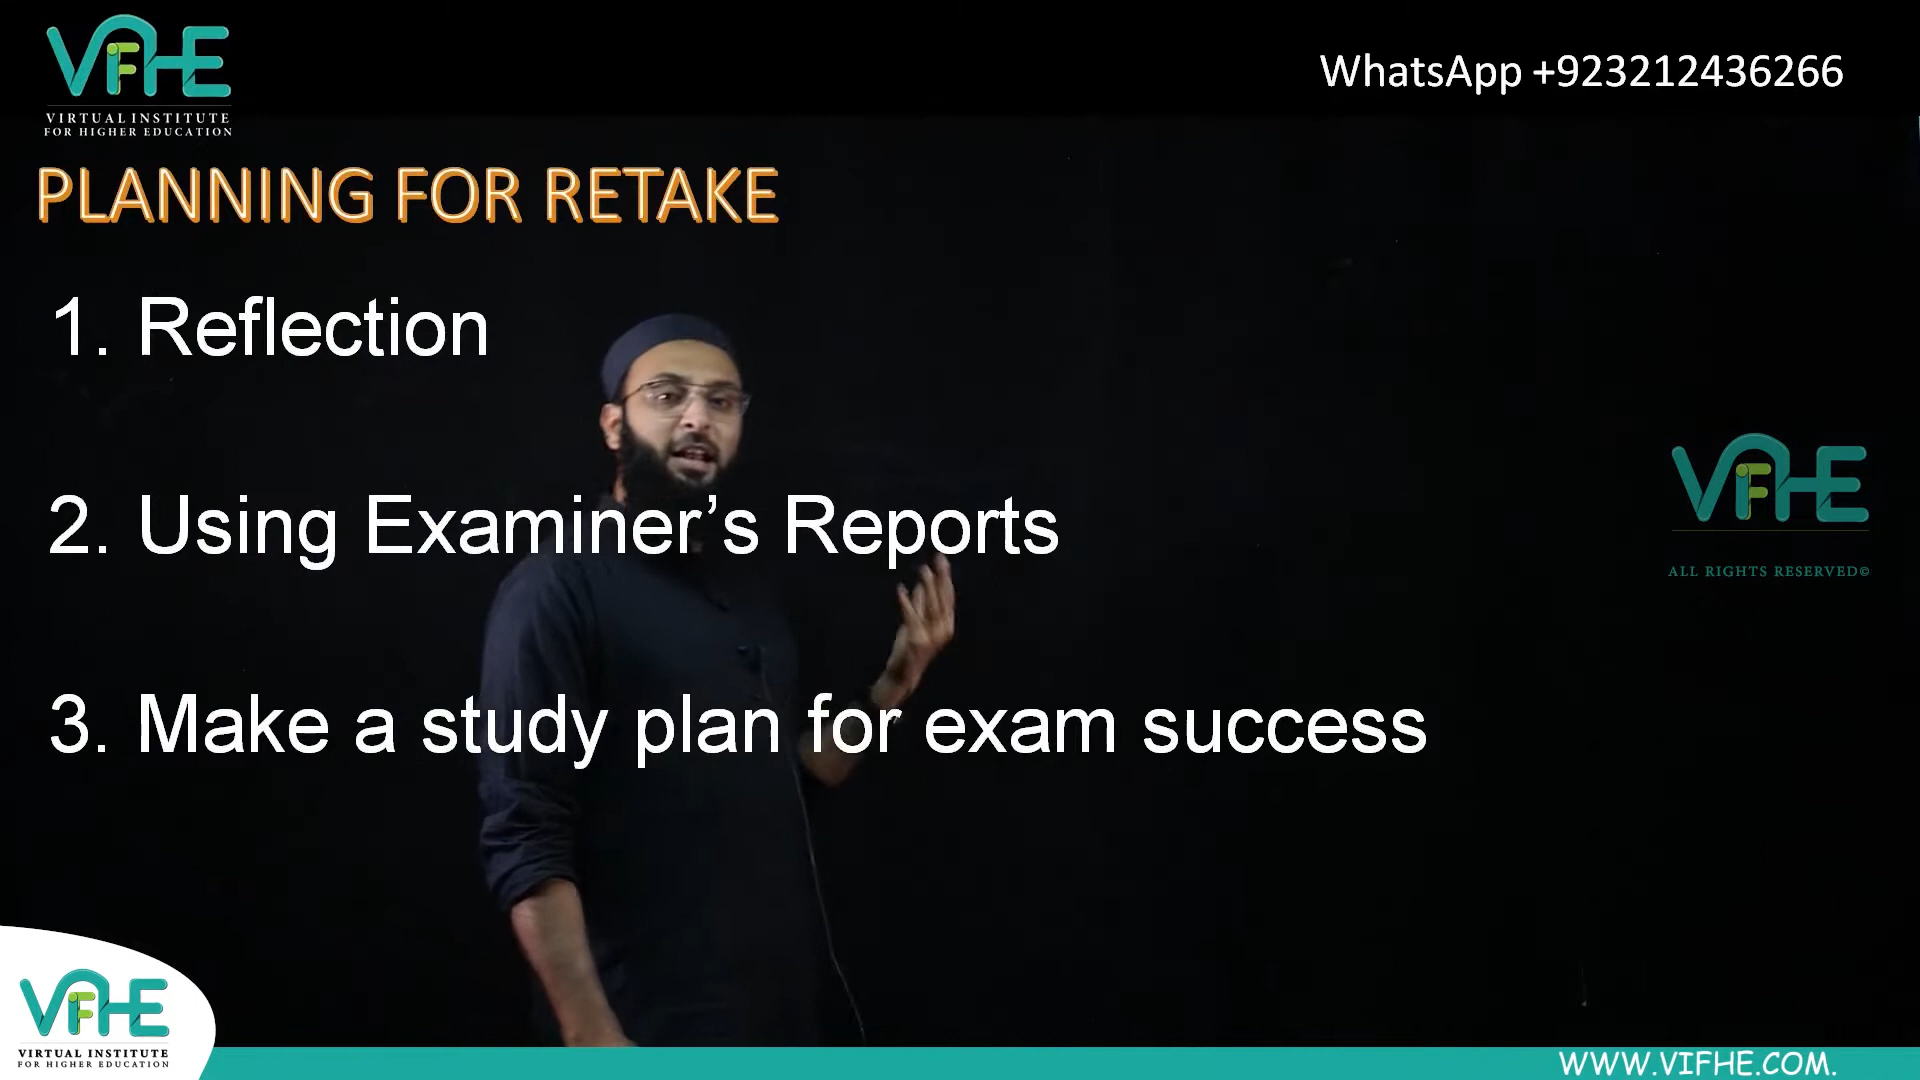 VIFHE
VIRTUAL INSTITUTE
FOR HIGHER EDUCATION
WhatsApp +923212436266
PLANNING FOR RETAKE
1. Reflection
2. Using Examiner’s Reports
3. Make a study plan for exam success
VIFHE
ALL RIGHTS RESERVED©
VIFHE
VIRTUAL INSTITUTE
FOR HIGHER EDUCATION
WWW.VIFHE.COM.